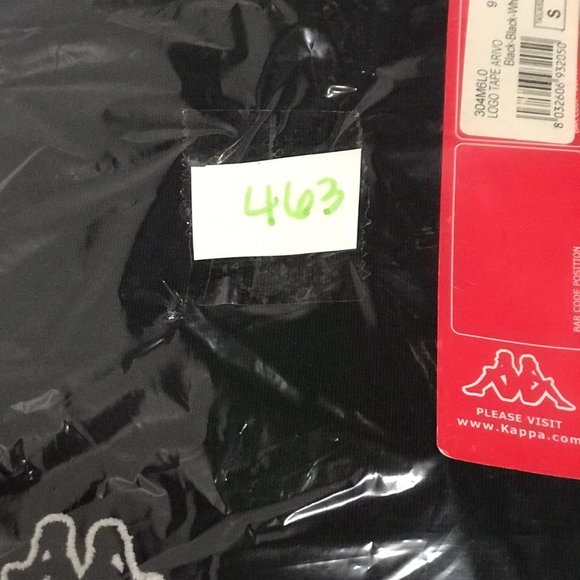 463
304M6L0
LOGO TAPE ARIVO
Black-Black-Wh
S
8 032606 932050
BAR CODE POSITION
PLEASE VISIT
www.Kappa.com